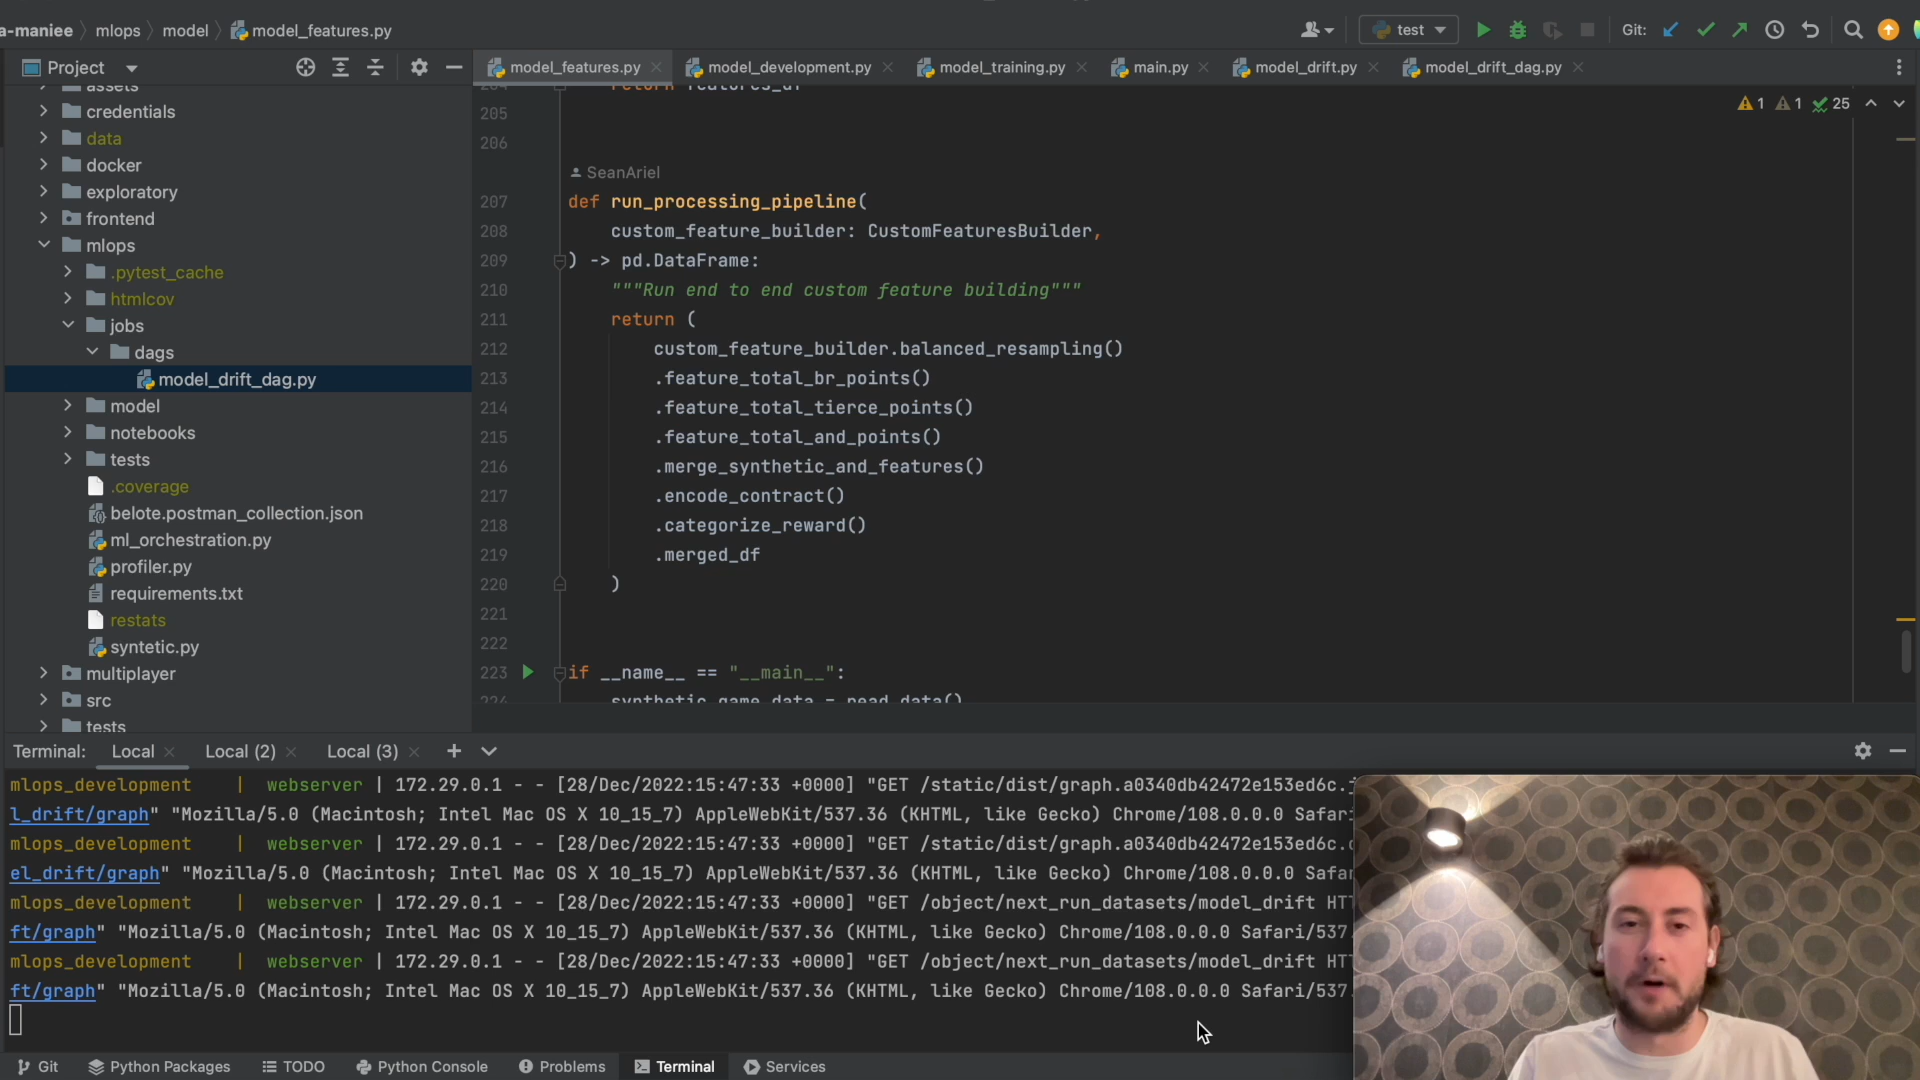 a-maniee mlops model model_features.py test Git:
Project model_features.py model_development.py model_training.py main.py model_drift.py model_drift_dag.py
assets
credentials
data
docker
exploratory
frontend
mlops
.pytest_cache
htmlcov
jobs
dags
model_drift_dag.py
model
notebooks
tests
.coverage
belote.postman_collection.json
ml_orchestration.py
profiler.py
requirements.txt
restats
syntetic.py
multiplayer
src
tests
1 1 25
204 return features_df
205
206
SeanAriel
207 def run_processing_pipeline(
208 custom_feature_builder: CustomFeaturesBuilder,
209 ) -> pd.DataFrame:
210 """Run end to end custom feature building"""
211 return (
212 custom_feature_builder.balanced_resampling()
213 .feature_total_br_points()
214 .feature_total_tierce_points()
215 .feature_total_and_points()
216 .merge_synthetic_and_features()
217 .encode_contract()
218 .categorize_reward()
219 .merged_df
220 )
221
222
223 if __name__ == "__main__":
224 synthetic_game_data = read_data()
Terminal: Local Local (2) Local (3)
mlops_development | webserver | 172.29.0.1 - - [28/Dec/2022:15:47:33 +0000] "GET /static/dist/graph.a0340db42472e153ed6c.j
l_drift/graph" "Mozilla/5.0 (Macintosh; Intel Mac OS X 10_15_7) AppleWebKit/537.36 (KHTML, like Gecko) Chrome/108.0.0.0 Safari
mlops_development | webserver | 172.29.0.1 - - [28/Dec/2022:15:47:33 +0000] "GET /static/dist/graph.a0340db42472e153ed6c.c
el_drift/graph" "Mozilla/5.0 (Macintosh; Intel Mac OS X 10_15_7) AppleWebKit/537.36 (KHTML, like Gecko) Chrome/108.0.0.0 Safar
mlops_development | webserver | 172.29.0.1 - - [28/Dec/2022:15:47:33 +0000] "GET /object/next_run_datasets/model_drift HTT
ft/graph" "Mozilla/5.0 (Macintosh; Intel Mac OS X 10_15_7) AppleWebKit/537.36 (KHTML, like Gecko) Chrome/108.0.0.0 Safari/537.
mlops_development | webserver | 172.29.0.1 - - [28/Dec/2022:15:47:33 +0000] "GET /object/next_run_datasets/model_drift HTT
ft/graph" "Mozilla/5.0 (Macintosh; Intel Mac OS X 10_15_7) AppleWebKit/537.36 (KHTML, like Gecko) Chrome/108.0.0.0 Safari/537.
Git Python Packages TODO Python Console Problems Terminal Services